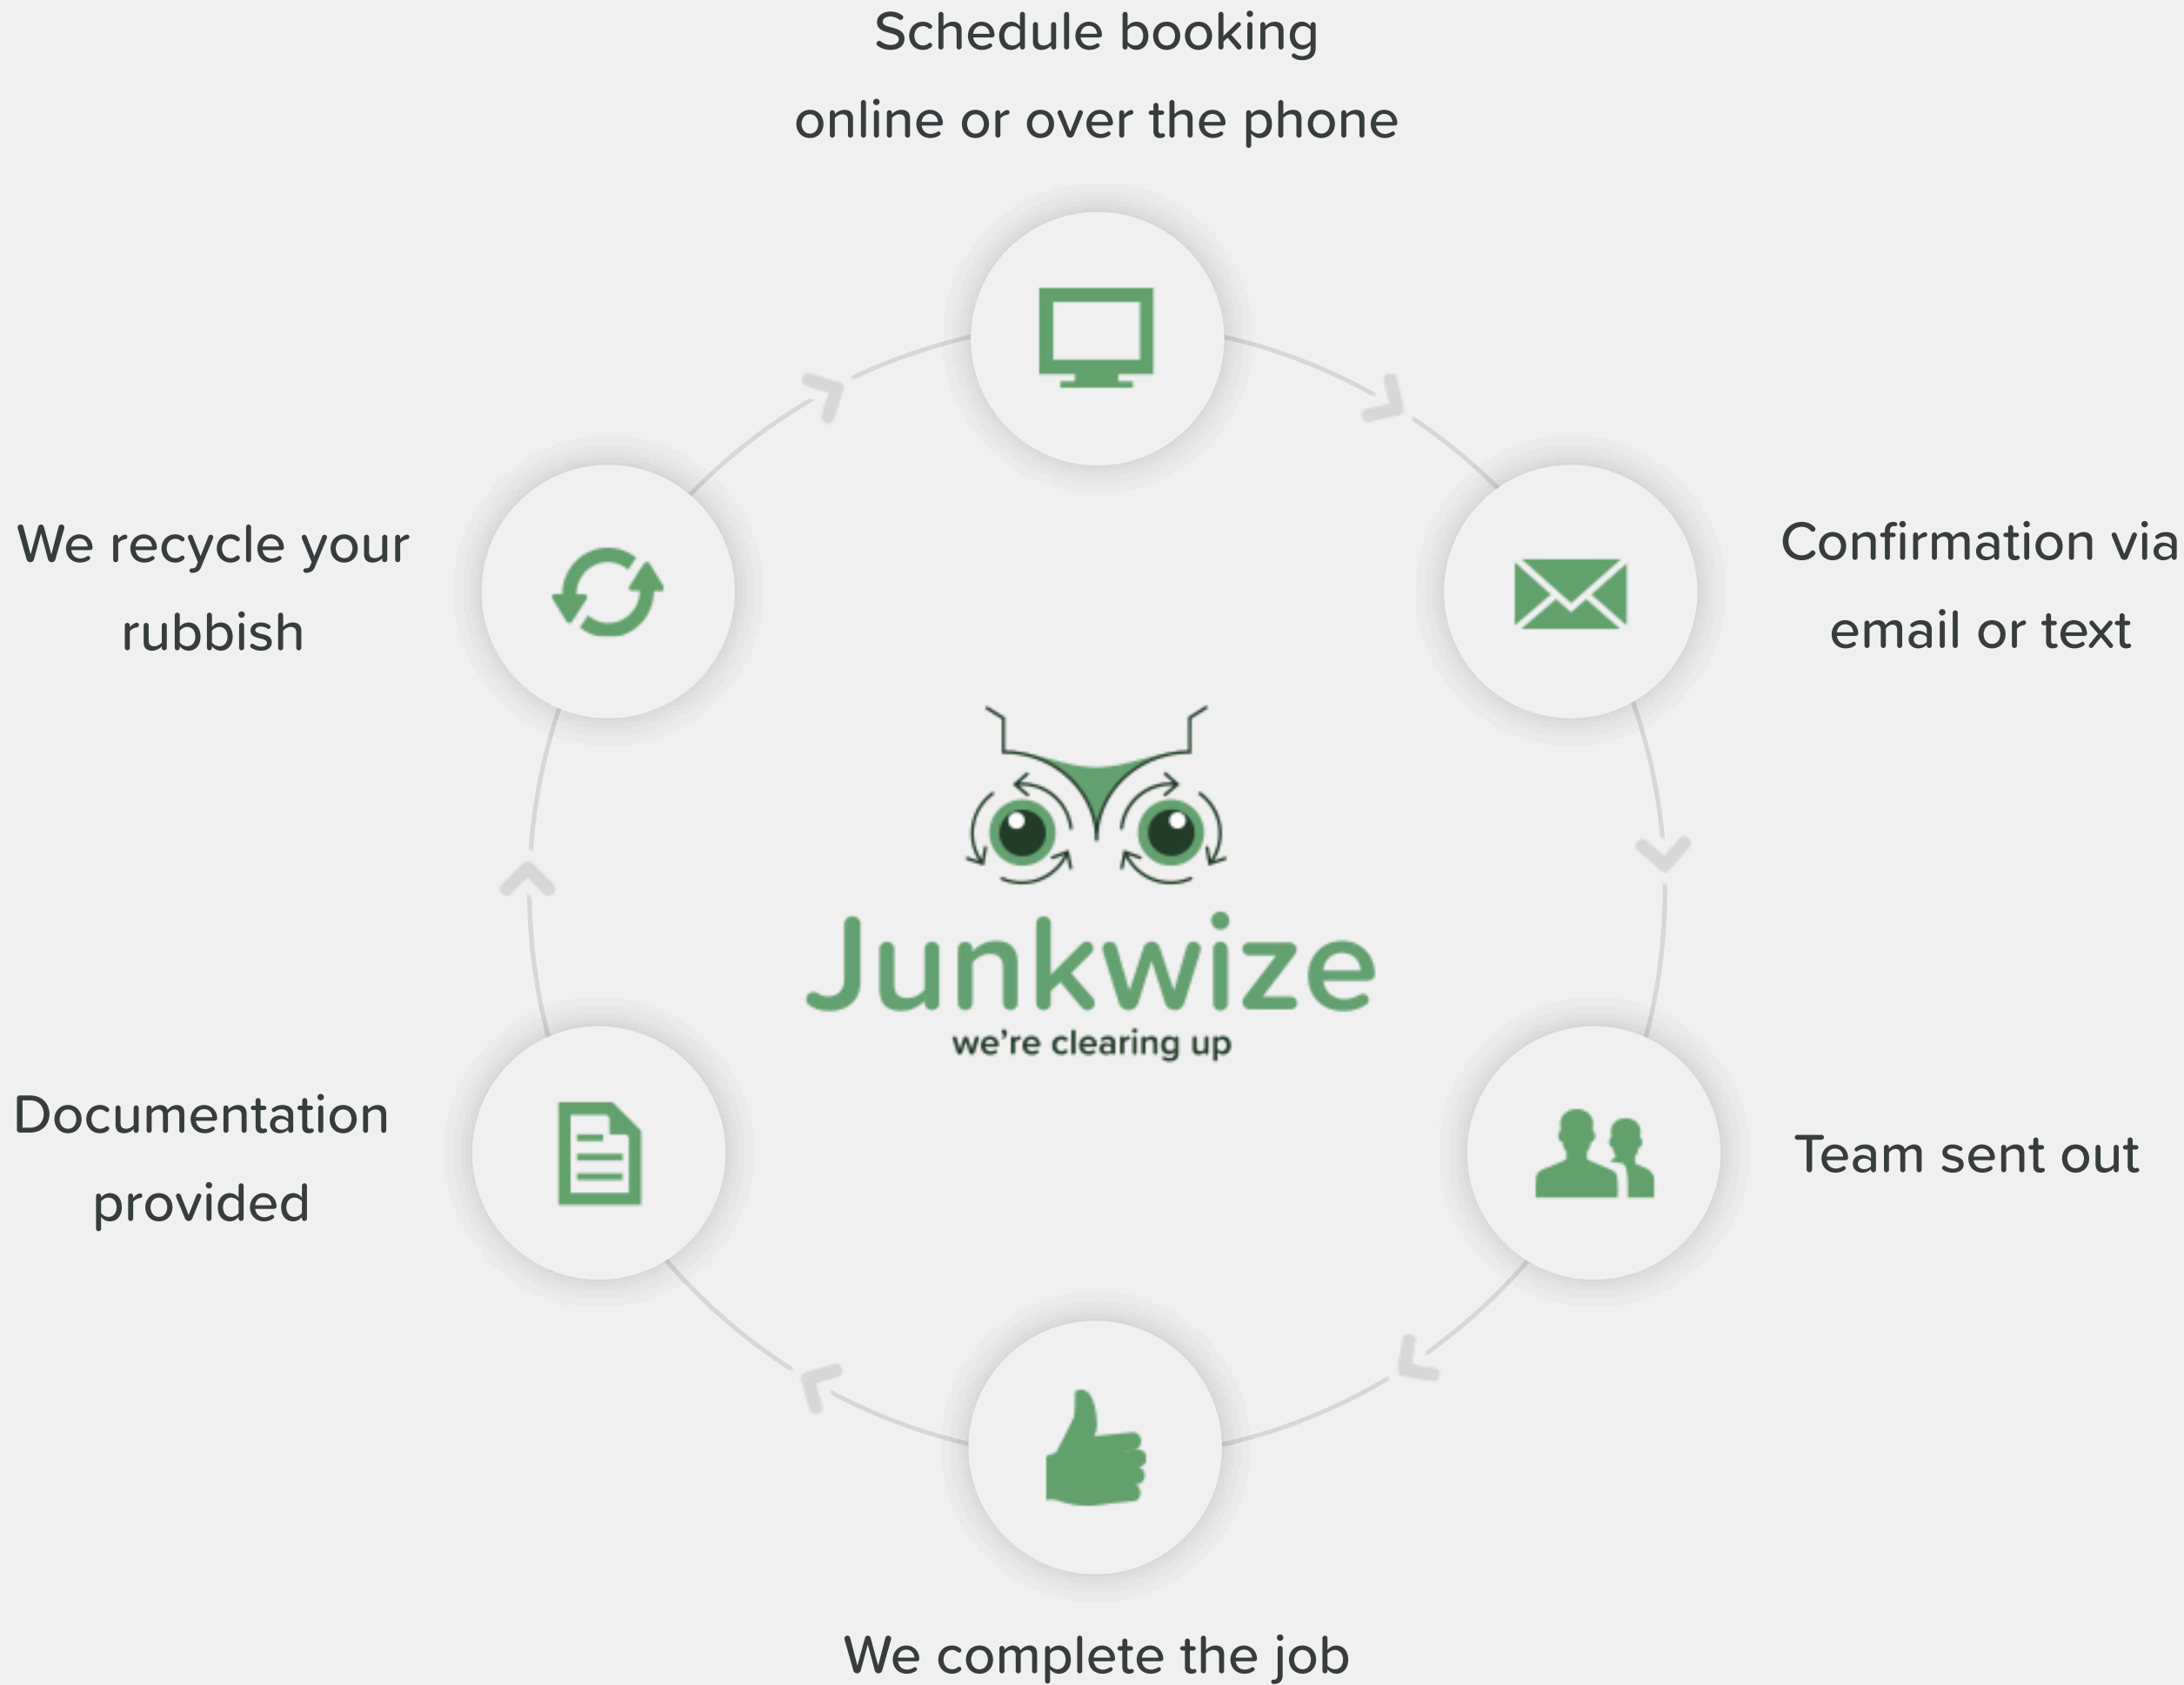 Schedule booking
online or over the phone
Confirmation via
email or text
Team sent out
We complete the job
Documentation
provided
We recycle your
rubbish
Junkwize
we're clearing up